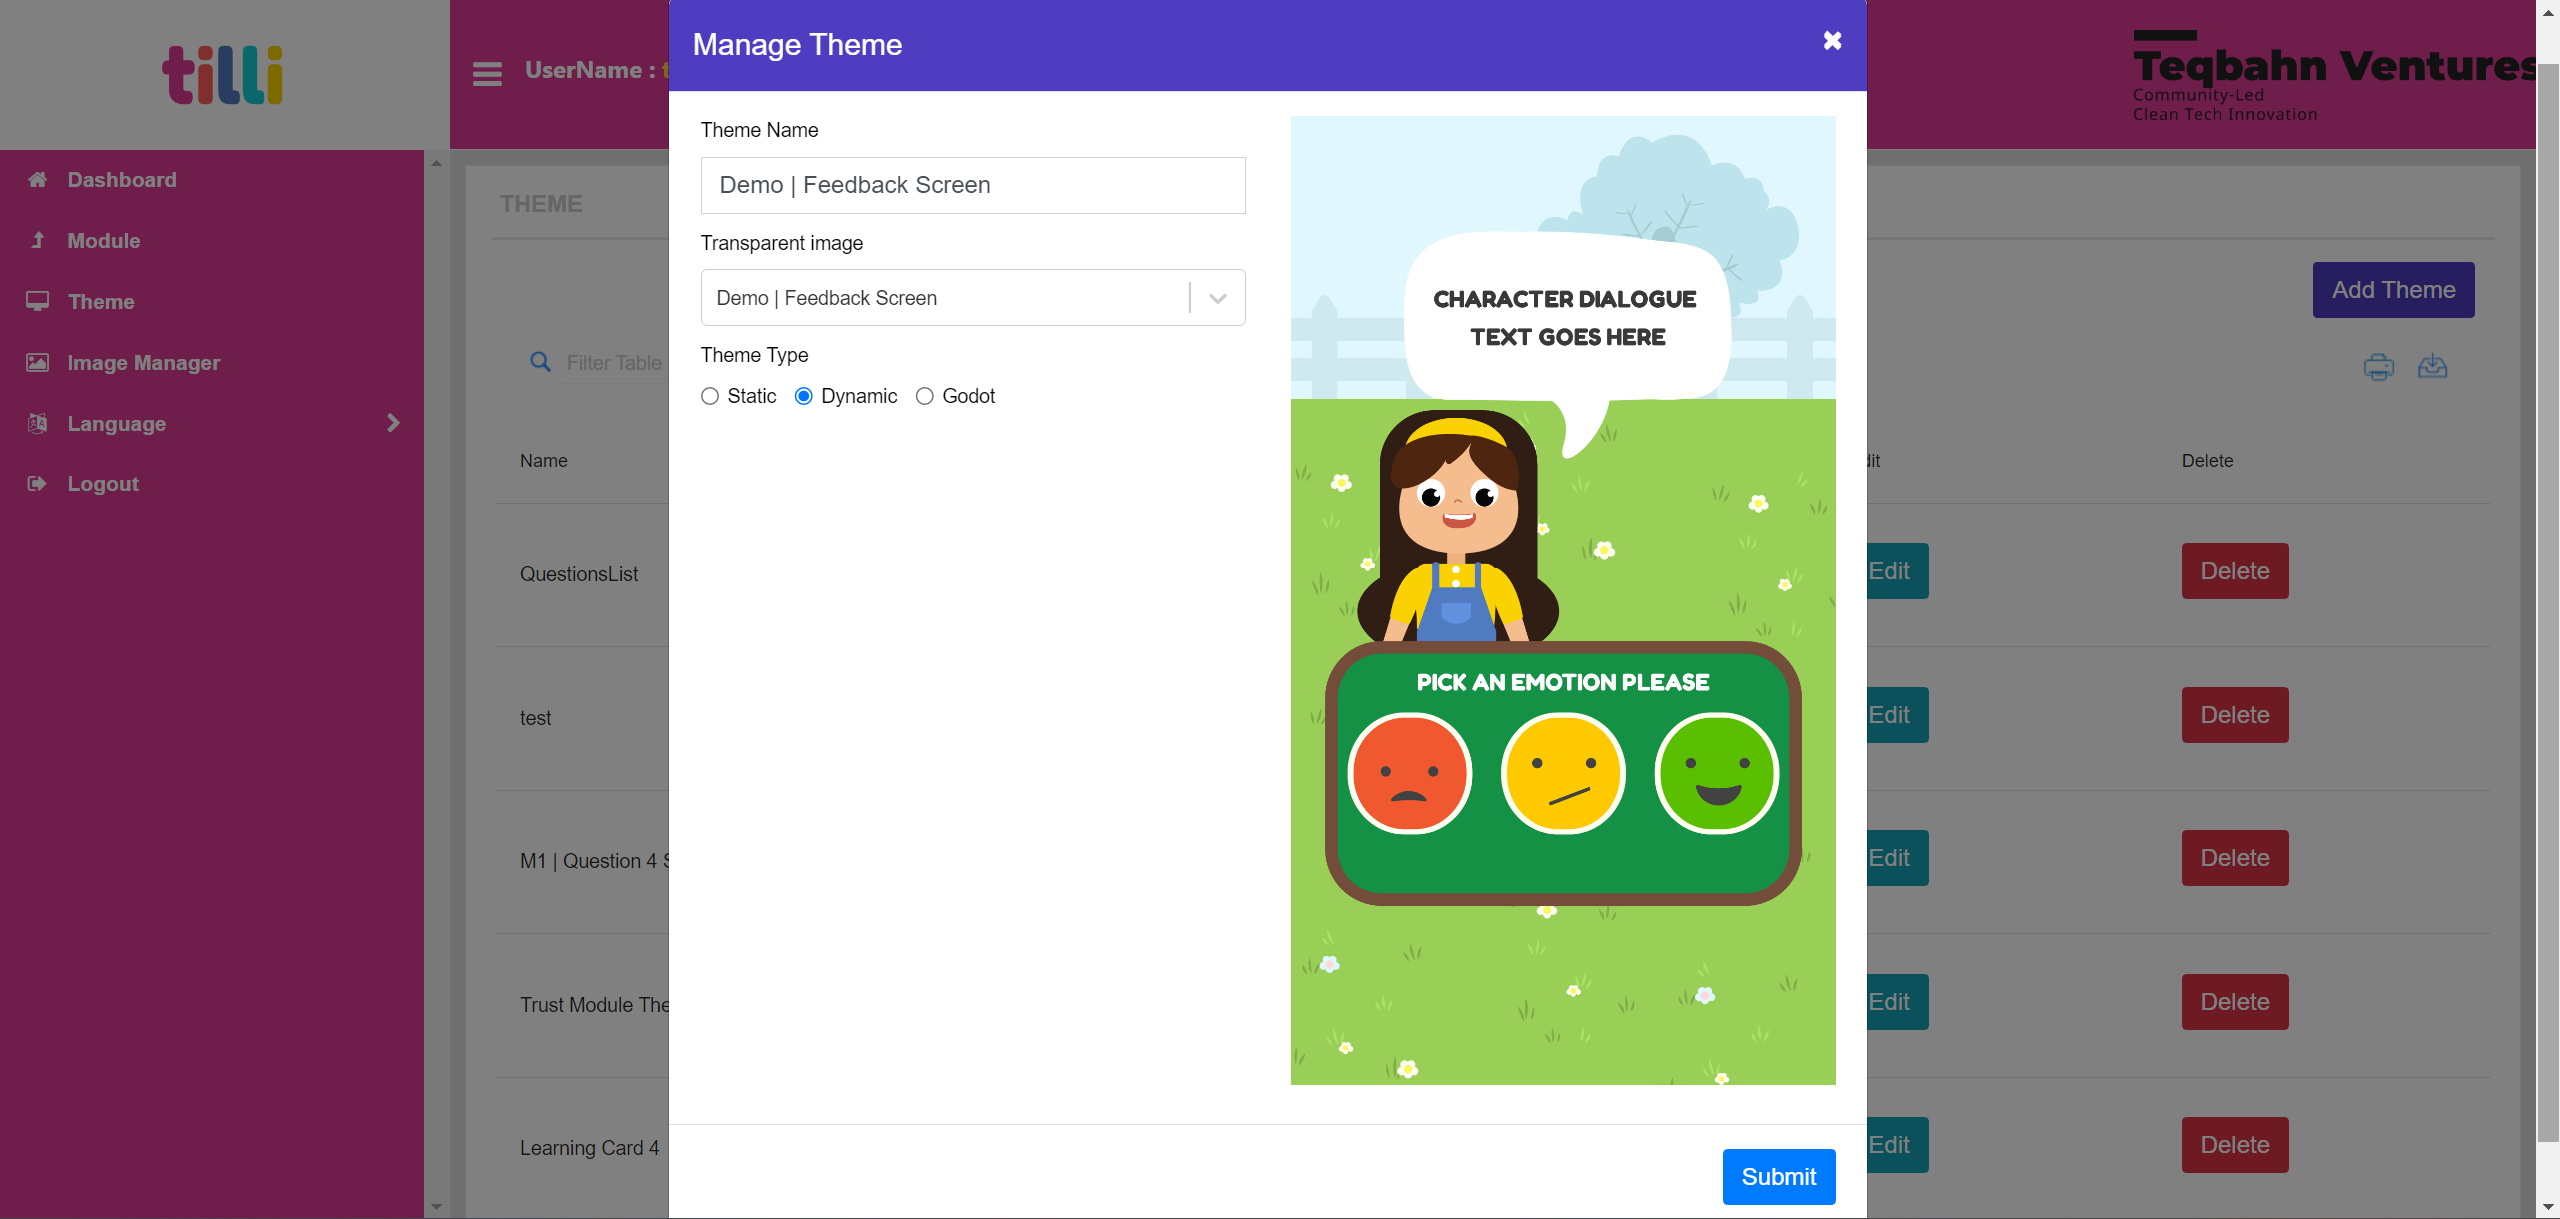 tilli
UserName : t
Teqbahn Ventures
Community-Led
Clean Tech Innovation
Dashboard
Module
Theme
Image Manager
Language
Logout
THEME
Add Theme
Filter Table
Name
dit
Delete
QuestionsList
Edit
Delete
test
Edit
Delete
M1 | Question 4 S
Edit
Delete
Trust Module The
Edit
Delete
Learning Card 4
Edit
Delete
Manage Theme
Theme Name
Demo | Feedback Screen
Transparent image
Demo | Feedback Screen
Theme Type
Static
Dynamic
Godot
CHARACTER DIALOGUE
TEXT GOES HERE
PICK AN EMOTION PLEASE
Submit